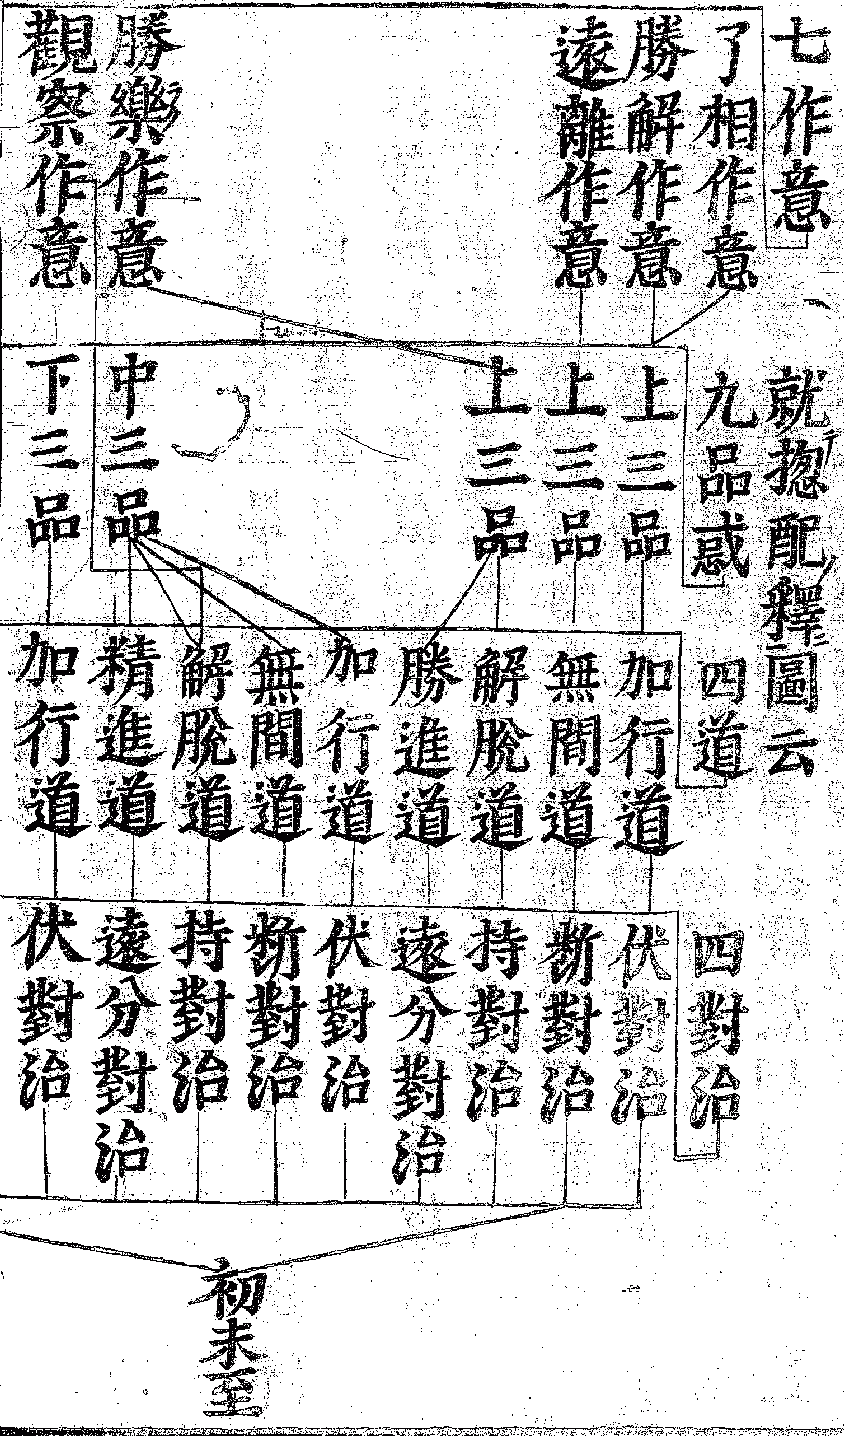 七作意
了相作意
勝解作意
遠離作意
勝樂作意
觀察作意
就揔配釋圖云
九品惑
上三品
上三品
上三品
中三品
下三品
四道
加行道
無間道
解脫道
勝進道
加行道
無間道
解脫道
精進道
加行道
四對治
伏對治
斷對治
持對治
遠分對治
伏對治
斷對治
持對治
遠分對治
伏對治
初未至